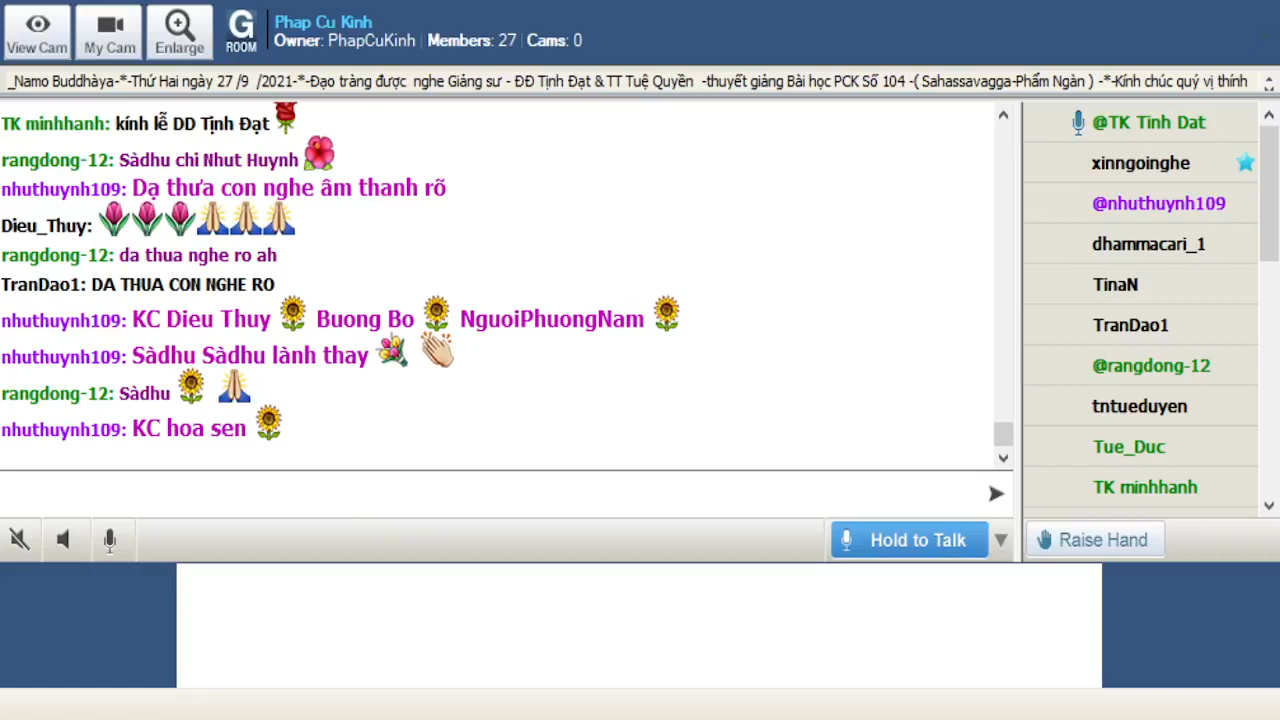 View Cam
My Cam
Enlarge
G
ROOM
Phap Cu Kinh
Owner: PhapCuKinh | Members: 27 | Cams: 0
_Namo Buddhàya-*-Thứ Hai ngày 27 /9 /2021-*-Đạo tràng được nghe Giảng sư - ĐĐ Tịnh Đạt & TT Tuệ Quyền -thuyết giảng Bài học PCK Số 104 -( Sahassavagga-Phẩm Ngàn ) -*-Kính chúc quý vị thính
TK minhhanh: kính lễ DD Tịnh Đạt
rangdong-12: Sàdhu chi Nhut Huynh
nhuthuynh109: Dạ thưa con nghe âm thanh rõ
Dieu_Thuy:
rangdong-12: da thua nghe ro ah
TranDao1: DA THUA CON NGHE RO
nhuthuynh109: KC Dieu Thuy Buong Bo NguoiPhuongNam
nhuthuynh109: Sàdhu Sàdhu lành thay
rangdong-12: Sàdhu
nhuthuynh109: KC hoa sen
@TK Tinh Dat
xinngoinghe
@nhuthuynh109
dhammacari_1
TinaN
TranDao1
@rangdong-12
tntueduyen
Tue_Duc
TK minhhanh
Hold to Talk
Raise Hand